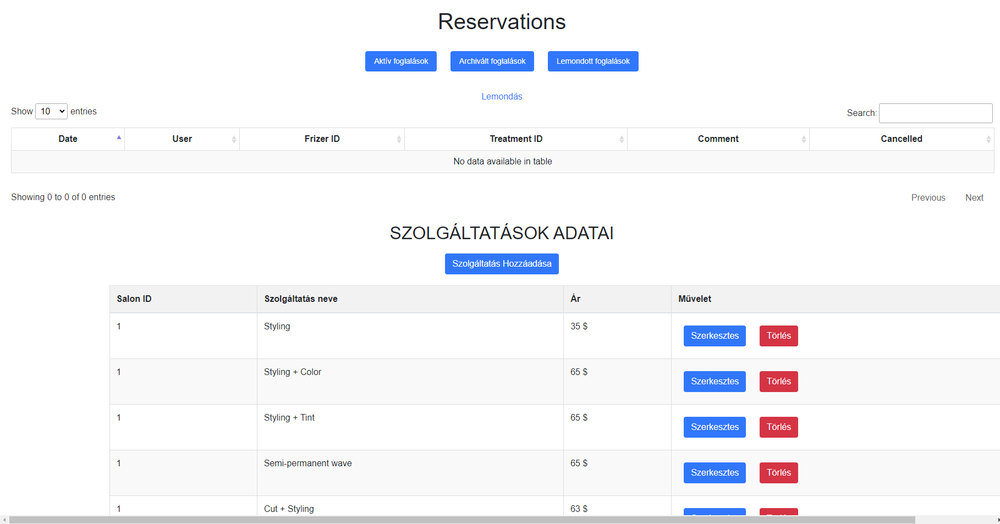 Reservations
Aktív foglalások Archivált foglalások Lemondott foglalások
Lemondás
Show 10 entries Search:
Date User Frizer ID Treatment ID Comment Cancelled
No data available in table
Showing 0 to 0 of 0 entries Previous Next
SZOLGÁLTATÁSOK ADATAI
Szolgáltatás Hozzáadása
Salon ID Szolgáltatás neve Ár Művelet
1 Styling 35 $ Szerkesztes Törlés
1 Styling + Color 65 $ Szerkesztes Törlés
1 Styling + Tint 65 $ Szerkesztes Törlés
1 Semi-permanent wave 65 $ Szerkesztes Törlés
1 Cut + Styling 63 $